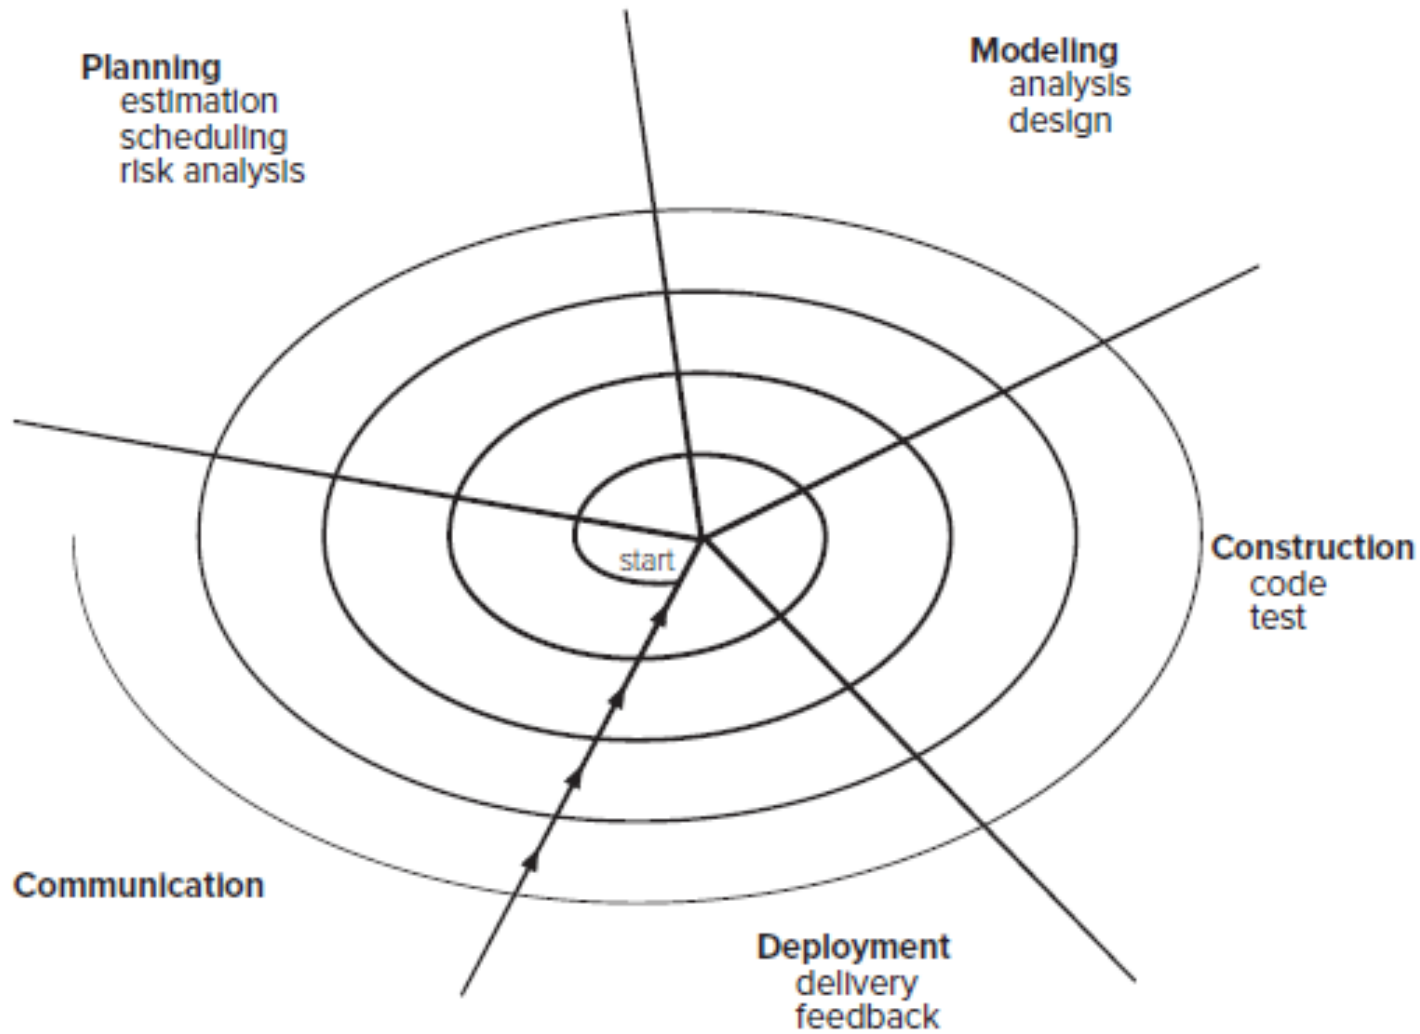 Planning
estimation
scheduling
risk analysis
Modeling
analysis
design
start
Construction
code
test
Communication
Deployment
delivery
feedback